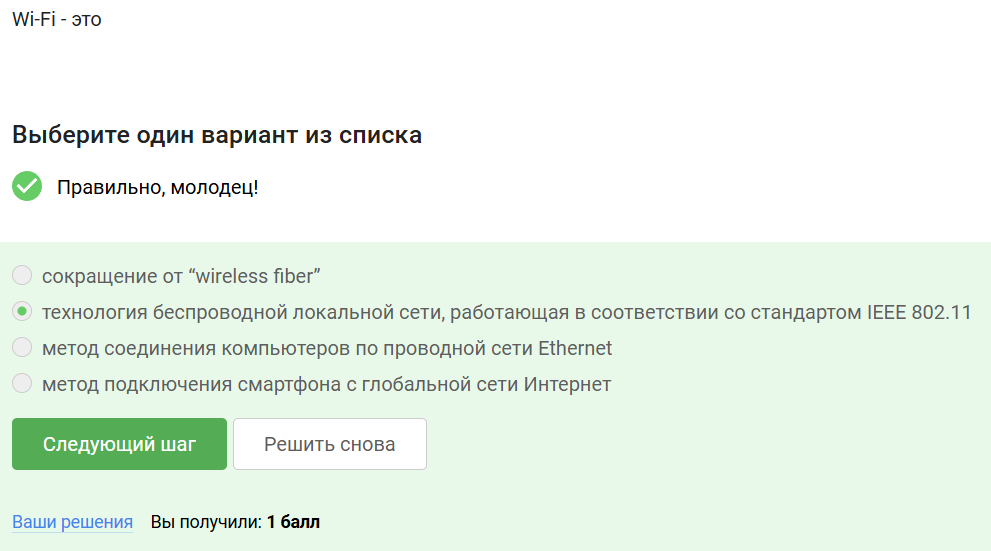 Wi-Fi - это
Выберите один вариант из списка
Правильно, молодец!
сокращение от “wireless fiber”
технология беспроводной локальной сети, работающая в соответствии со стандартом IEEE 802.11
метод соединения компьютеров по проводной сети Ethernet
метод подключения смартфона с глобальной сети Интернет
Следующий шаг Решить снова
Ваши решения Вы получили: 1 балл